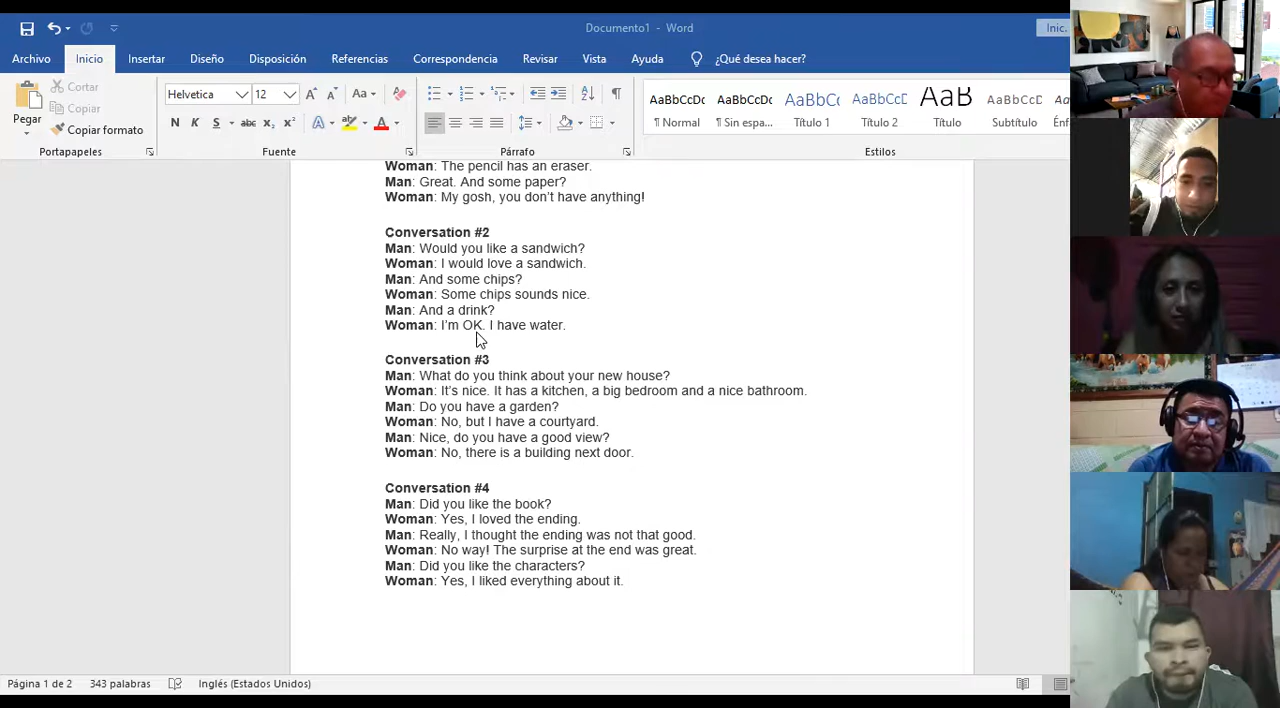 Documento1 - Word
Inic.
Archivo Inicio Insertar Diseño Disposición Referencias Correspondencia Revisar Vista Ayuda ¿Qué desea hacer?
Pegar
Cortar
Copiar
Copiar formato
Portapapeles
Helvetica 12
Aa
N K S abc x₂ x²
Fuente
Párrafo
AaBbCcDc AaBbCcDc AaBbC AaBbCcD AaB AaBbCcD
¶ Normal ¶ Sin espa... Título 1 Título 2 Título Subtítulo
Estilos
Woman: The pencil has an eraser.
Man: Great. And some paper?
Woman: My gosh, you don't have anything!
Conversation #2
Man: Would you like a sandwich?
Woman: I would love a sandwich.
Man: And some chips?
Woman: Some chips sounds nice.
Man: And a drink?
Woman: I'm OK. I have water.
Conversation #3
Man: What do you think about your new house?
Woman: It's nice. It has a kitchen, a big bedroom and a nice bathroom.
Man: Do you have a garden?
Woman: No, but I have a courtyard.
Man: Nice, do you have a good view?
Woman: No, there is a building next door.
Conversation #4
Man: Did you like the book?
Woman: Yes, I loved the ending.
Man: Really, I thought the ending was not that good.
Woman: No way! The surprise at the end was great.
Man: Did you like the characters?
Woman: Yes, I liked everything about it.
Página 1 de 2 343 palabras Inglés (Estados Unidos)